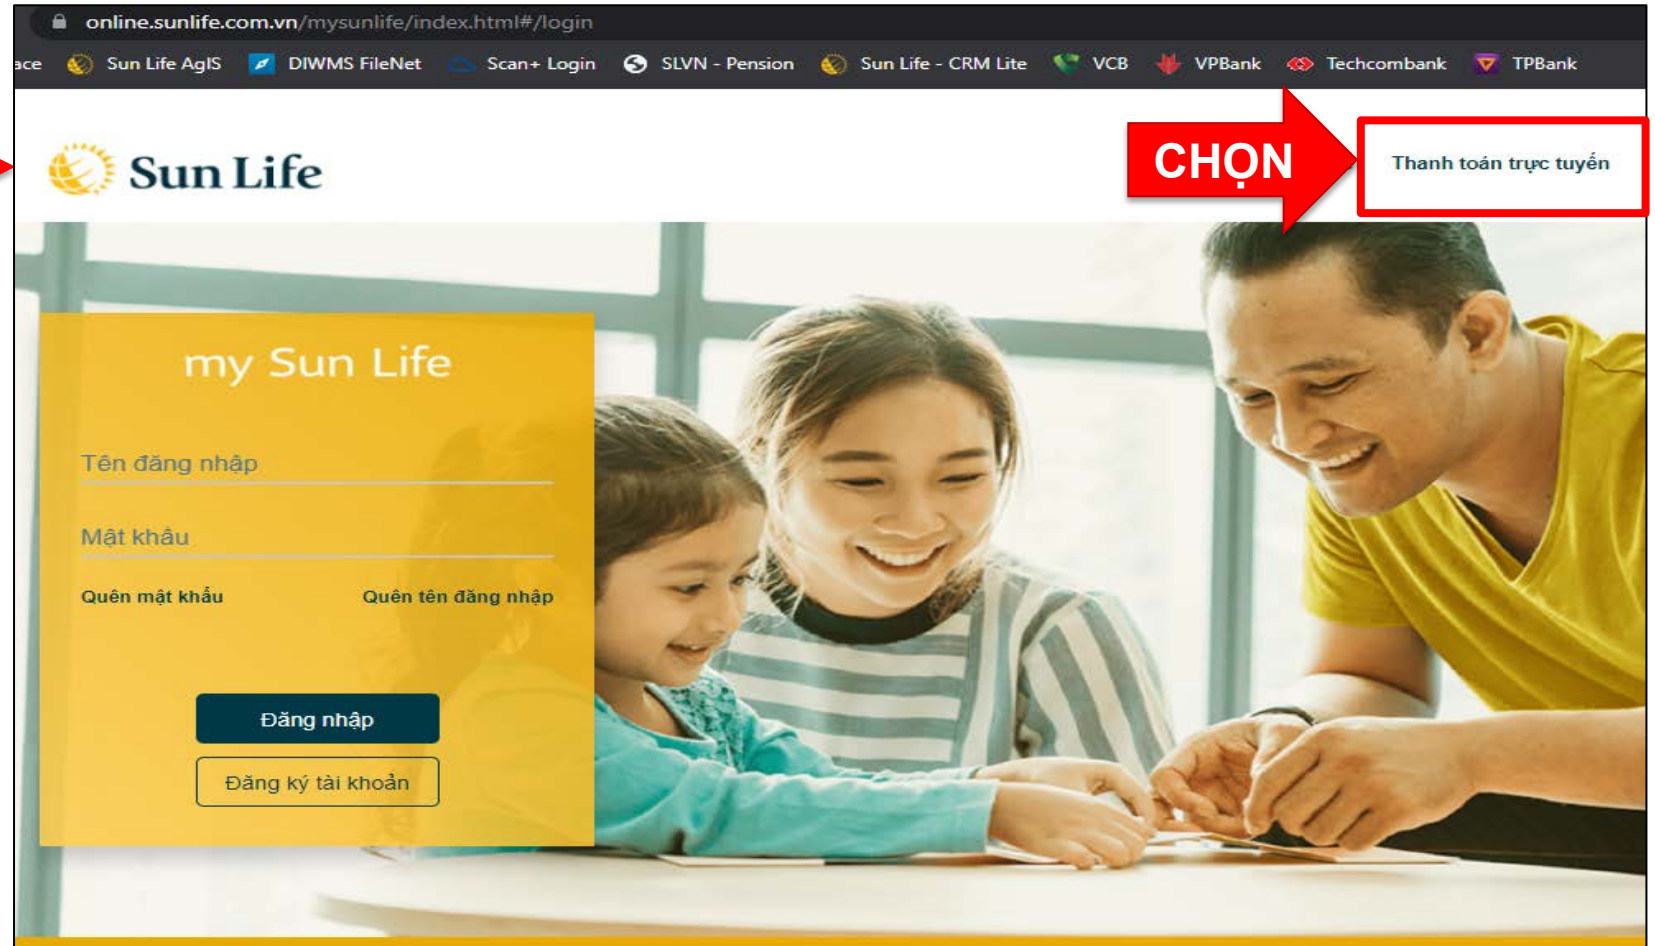 online.sunlife.com.vn/mysunlife/index.html#/login
ace Sun Life AgIS DIWMS FileNet Scan+ Login SLVN - Pension Sun Life - CRM Lite VCB VPBank Techcombank TPBank
Sun Life
CHỌN
Thanh toán trực tuyến
my Sun Life
Tên đăng nhập
Mật khẩu
Quên mật khẩu Quên tên đăng nhập
Đăng nhập
Đăng ký tài khoản